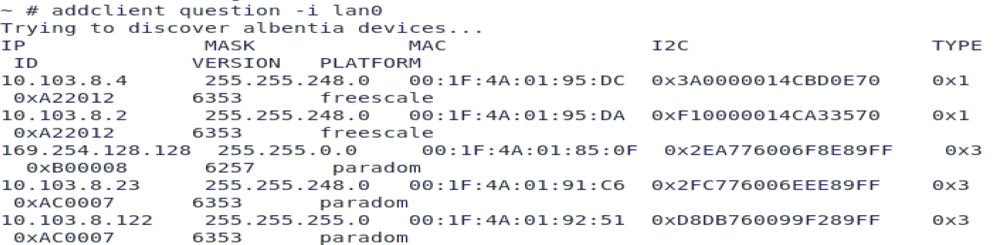 ~ # addclient question -i lan0
Trying to discover albentia devices...
IP MASK MAC I2C TYPE
ID VERSION PLATFORM
10.103.8.4 255.255.248.0 00:1F:4A:01:95:DC 0x3A0000014CBD0E70 0x1
0xA22012 6353 freescale
10.103.8.2 255.255.248.0 00:1F:4A:01:95:DA 0xF10000014CA33570 0x1
0xA22012 6353 freescale
169.254.128.128 255.255.0.0 00:1F:4A:01:85:0F 0x2EA776006F8E89FF 0x3
0xB00008 6257 paradom
10.103.8.23 255.255.248.0 00:1F:4A:01:91:C6 0x2FC776006EEE89FF 0x3
0xAC0007 6353 paradom
10.103.8.122 255.255.255.0 00:1F:4A:01:92:51 0xD8DB760099F289FF 0x3
0xAC0007 6353 paradom